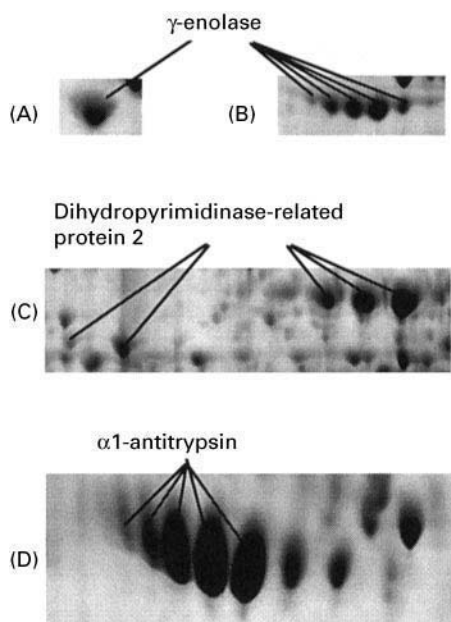 γ-enolase
(A)
(B)
Dihydropyrimidinase-related
protein 2
(C)
α1-antitrypsin
(D)